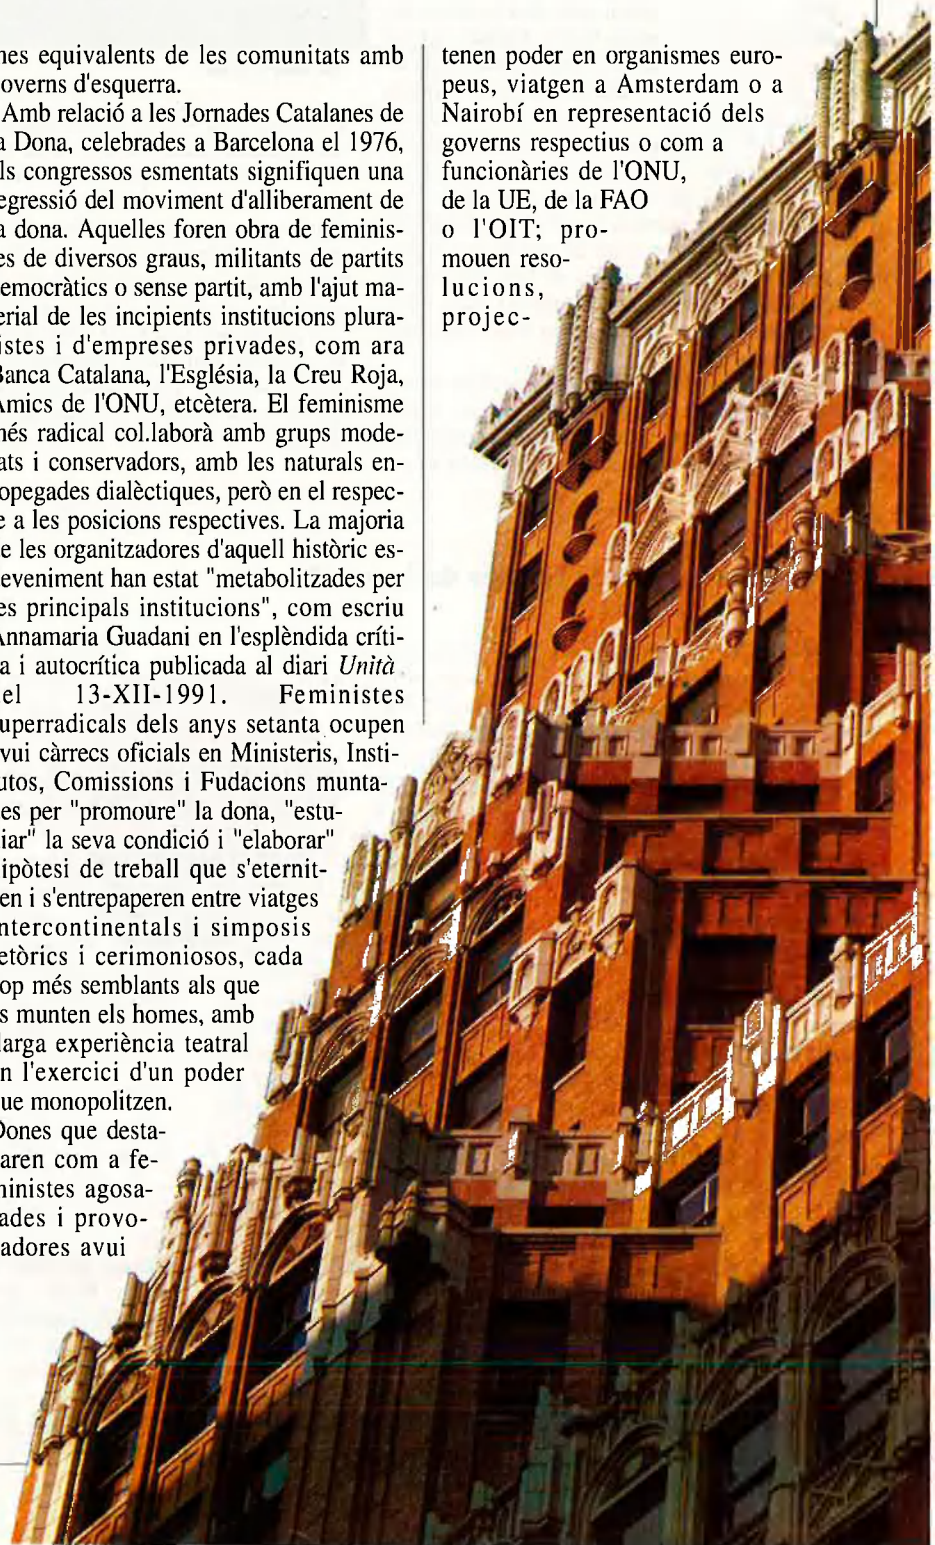 nes equivalents de les comunitats amb
overns d'esquerra.
Amb relació a les Jornades Catalanes de
a Dona, celebrades a Barcelona el 1976,
ls congressos esmentats signifiquen una
egressió del moviment d'alliberament de
a dona. Aquelles foren obra de feminis-
es de diversos graus, militants de partits
emocràtics o sense partit, amb l'ajut ma-
erial de les incipients institucions plura-
istes i d'empreses privades, com ara
Banca Catalana, l'Església, la Creu Roja,
Amics de l'ONU, etcètera. El feminisme
més radical col.laborà amb grups mode-
ats i conservadors, amb les naturals en-
opegades dialèctiques, però en el respec-
e a les posicions respectives. La majoria
e les organitzadores d'aquell històric es-
eveniment han estat "metabolitzades per
es principals institucions", com escriu
Annamaria Guadani en l'esplèndida críti-
a i autocrítica publicada al diari Unità
el 13-XII-1991. Feministes
uperradicals dels anys setanta ocupen
vui càrrecs oficials en Ministeris, Insti-
utos, Comissions i Fudacions munta-
es per "promoure" la dona, "estu-
iar" la seva condició i "elaborar"
ipòtesi de treball que s'eternit-
en i s'entrepaperen entre viatges
ntercontinentals i simposis
etòrics i cerimoniosos, cada
op més semblants als que
s munten els homes, amb
larga experiència teatral
n l'exercici d'un poder
ue monopolitzen.
Dones que desta-
aren com a fe-
ministes agosa-
ades i provo-
adores avui
tenen poder en organismes euro-
peus, viatgen a Amsterdam o a
Nairobí en representació dels
governs respectius o com a
funcionàries de l'ONU,
de la UE, de la FAO
o l'OIT; pro-
mouen reso-
lucions,
projec-